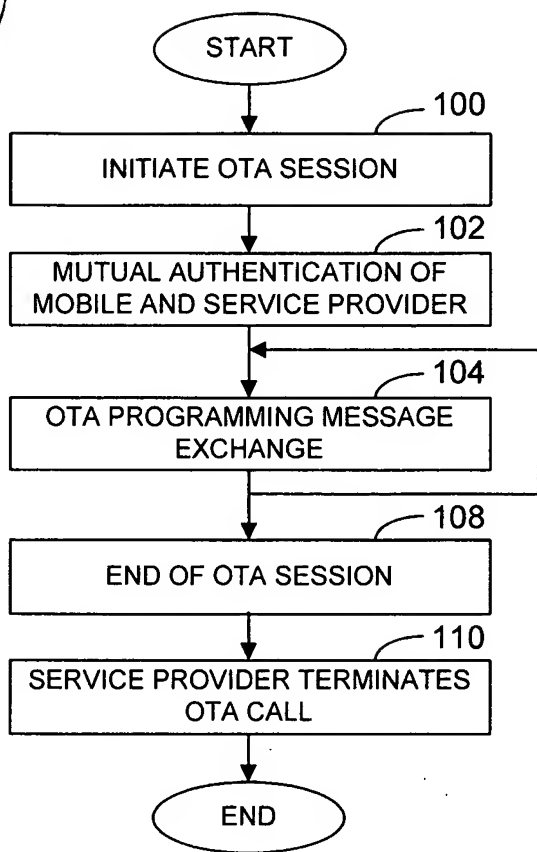 START
100
INITIATE OTA SESSION
102
MUTUAL AUTHENTICATION OF
MOBILE AND SERVICE PROVIDER
104
OTA PROGRAMMING MESSAGE
EXCHANGE
108
END OF OTA SESSION
110
SERVICE PROVIDER TERMINATES
OTA CALL
END